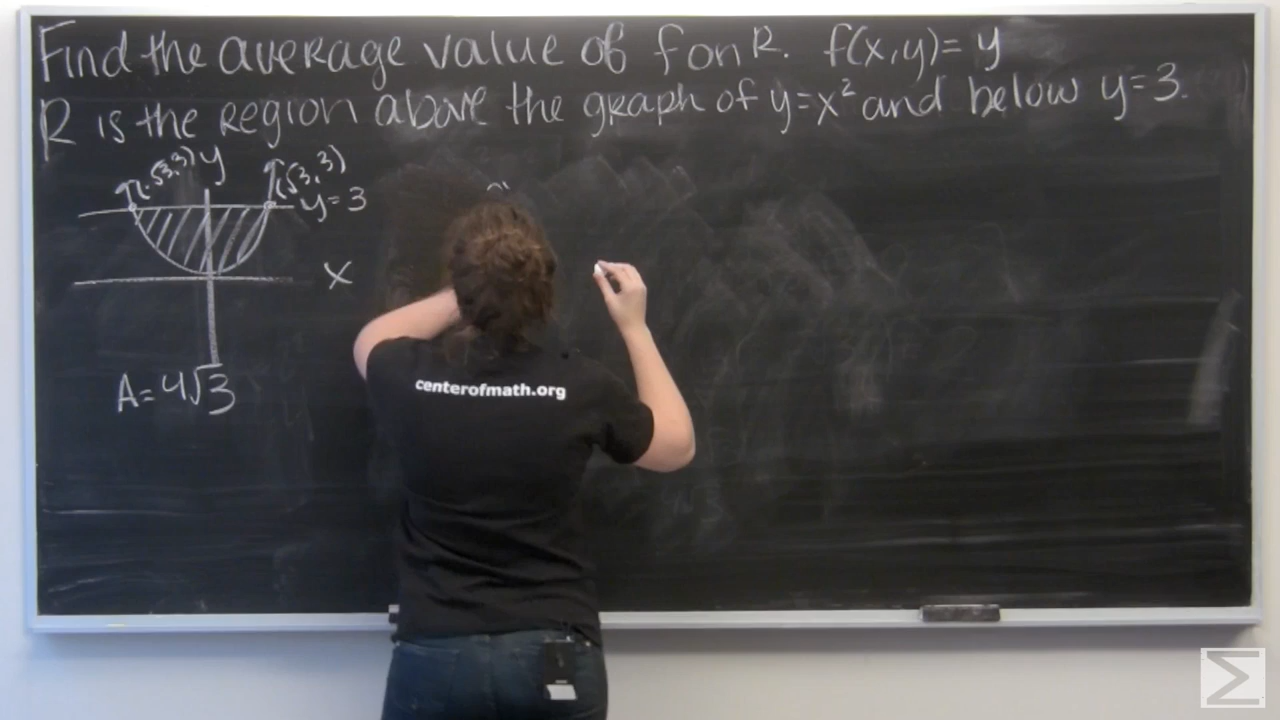 Find the average value of f on R. f(x,y)= y
R is the region above the graph of y=x² and below y=3.
(-√3,3) y (√3,3)
y=3
x
A=4√3
centerofmath.org
Σ